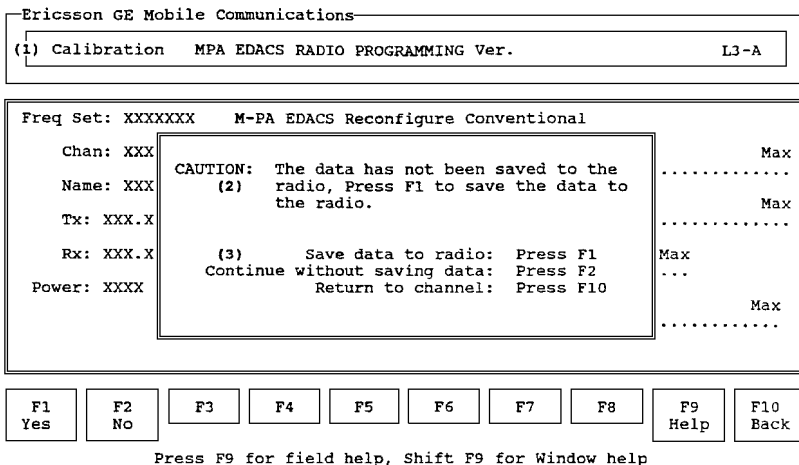 Ericsson GE Mobile Communications
(1) Calibration MPA EDACS RADIO PROGRAMMING Ver. L3-A
Freq Set: XXXXXXX M-PA EDACS Reconfigure Conventional
Chan: XXX
Max
Name: XXX
Max
Tx: XXX.X
Rx: XXX.X
Max
Power: XXXX
Max
CAUTION: The data has not been saved to the
(2) radio, Press F1 to save the data to
the radio.
(3) Save data to radio: Press F1
Continue without saving data: Press F2
Return to channel: Press F10
F1 Yes
F2 No
F3
F4
F5
F6
F7
F8
F9 Help
F10 Back
Press F9 for field help, Shift F9 for Window help